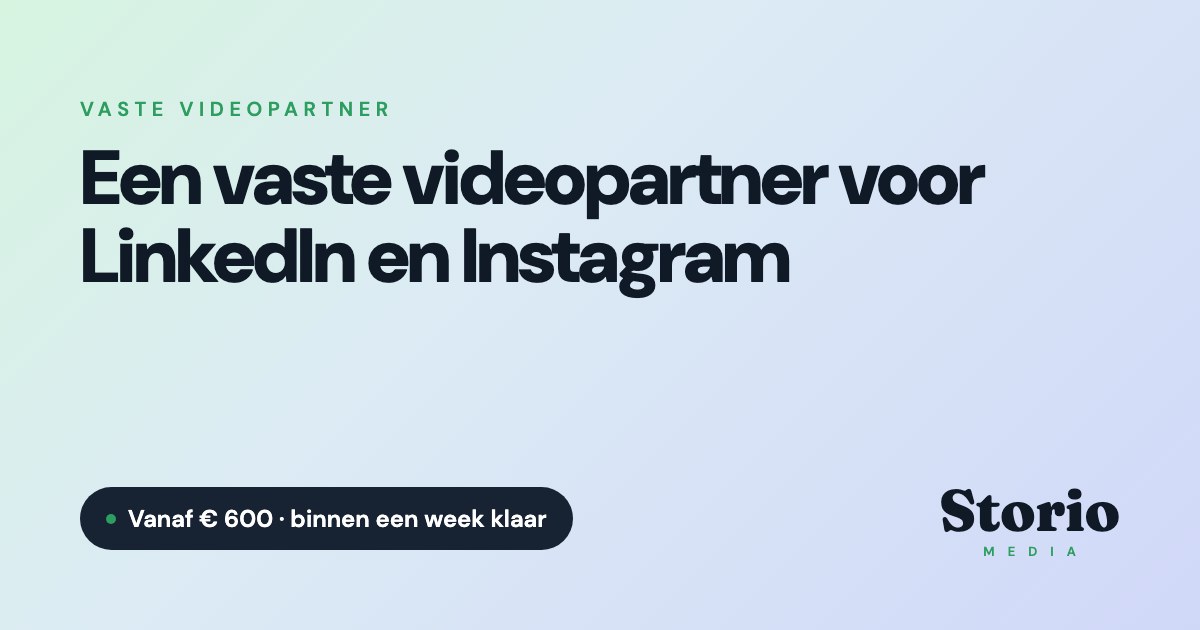 VASTE VIDEOPARTNER
Een vaste videopartner voor
LinkedIn en Instagram
Vanaf € 600 · binnen een week klaar
Storio
MEDIA